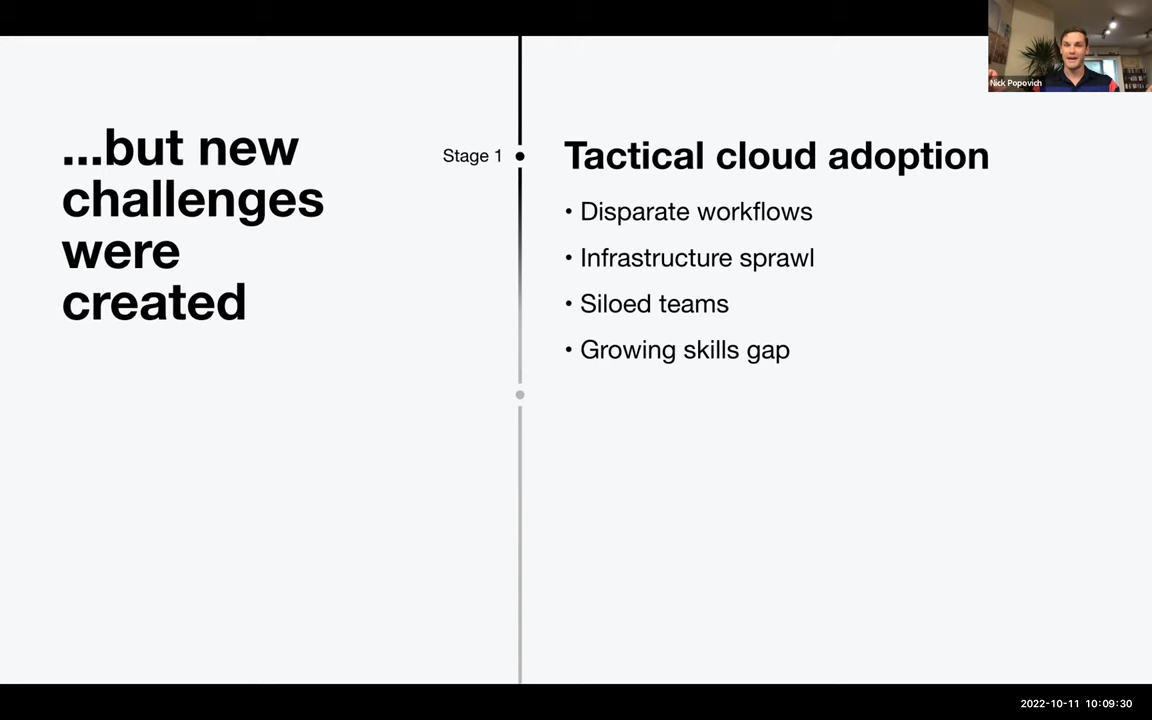 ...but new
challenges
were
created
Stage 1
Tactical cloud adoption
• Disparate workflows
• Infrastructure sprawl
• Siloed teams
• Growing skills gap
Nick Popovich
2022-10-11 10:09:30